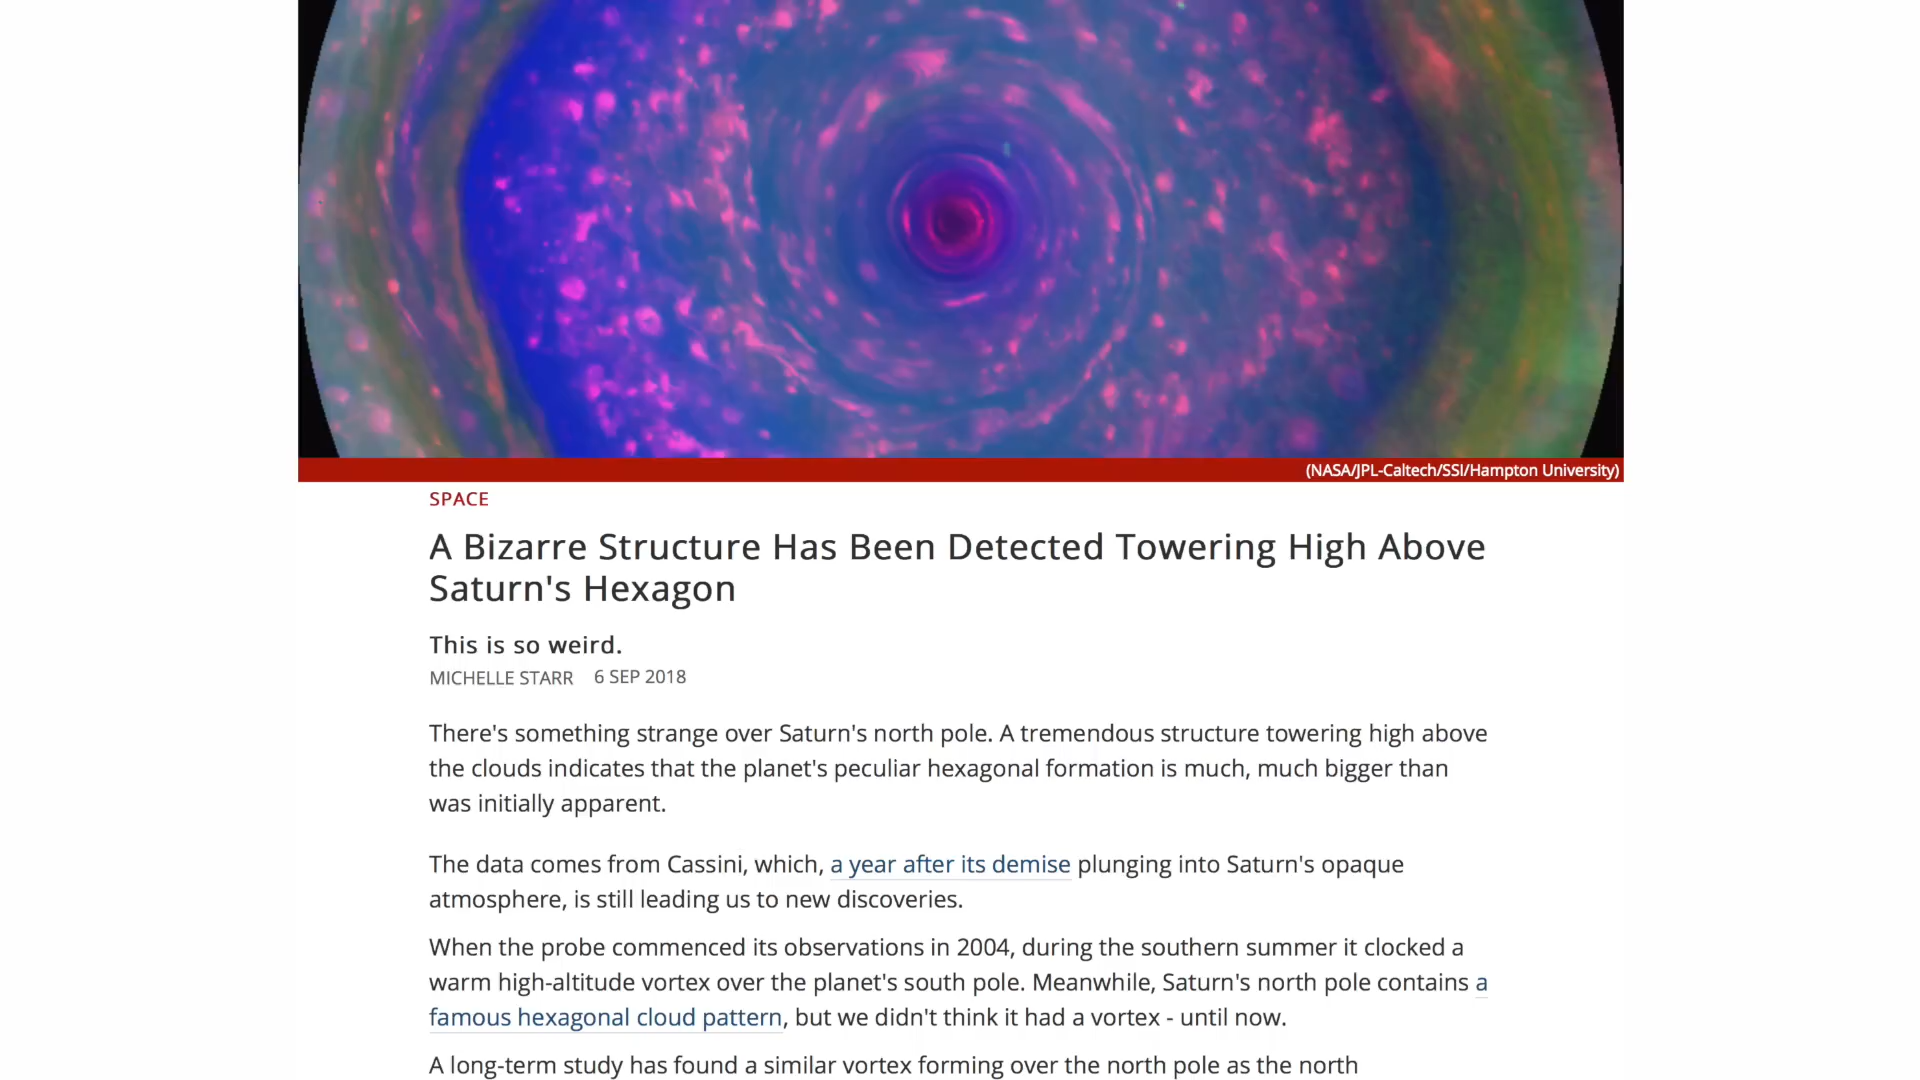 (NASA/JPL-Caltech/SSI/Hampton University)
SPACE
A Bizarre Structure Has Been Detected Towering High Above
Saturn's Hexagon
This is so weird.
MICHELLE STARR 6 SEP 2018
There's something strange over Saturn's north pole. A tremendous structure towering high above
the clouds indicates that the planet's peculiar hexagonal formation is much, much bigger than
was initially apparent.
The data comes from Cassini, which, a year after its demise plunging into Saturn's opaque
atmosphere, is still leading us to new discoveries.
When the probe commenced its observations in 2004, during the southern summer it clocked a
warm high-altitude vortex over the planet's south pole. Meanwhile, Saturn's north pole contains a
famous hexagonal cloud pattern, but we didn't think it had a vortex - until now.
A long-term study has found a similar vortex forming over the north pole as the north